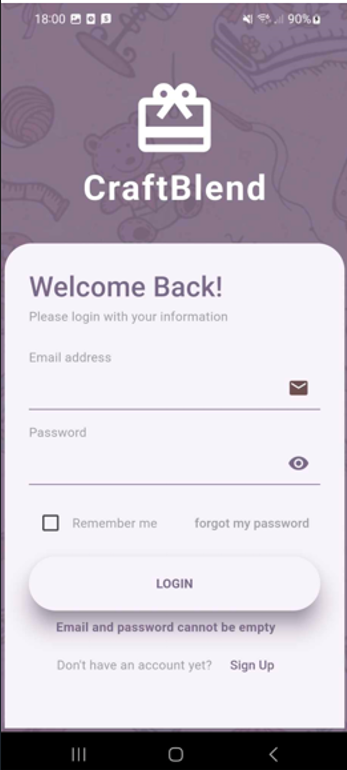 18:00 90%
CraftBlend
Welcome Back!
Please login with your information
Email address
Password
Remember me forgot my password
LOGIN
Email and password cannot be empty
Don't have an account yet? Sign Up